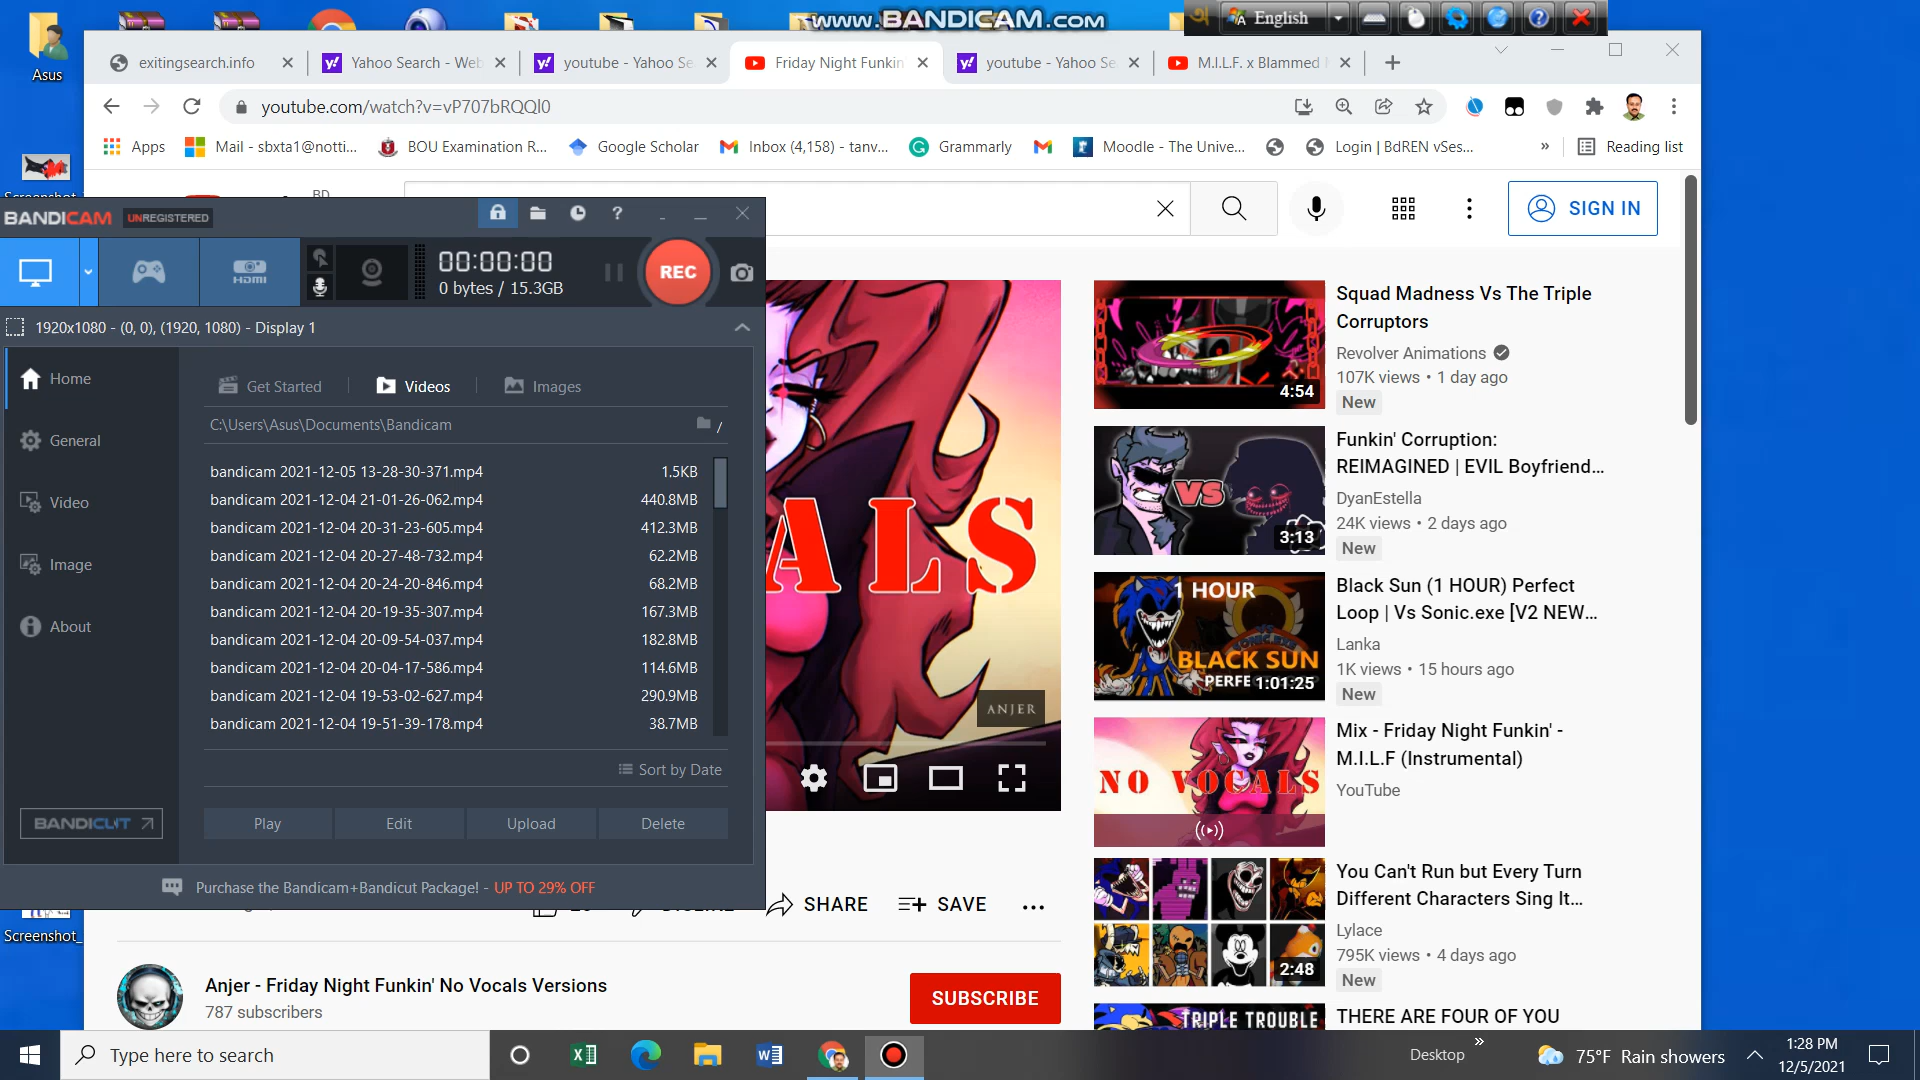 www.BANDICAM.com
English
Asus
exitingsearch.info
Yahoo Search - Web
youtube - Yahoo Se
Friday Night Funkin
youtube - Yahoo Se
M.I.L.F. x Blammed
youtube.com/watch?v=vP707bRQQl0
Apps
Mail - sbxta1@notti...
BOU Examination R...
Google Scholar
Inbox (4,158) - tanv...
Grammarly
Moodle - The Unive...
Login | BdREN vSes...
»
Reading list
BD
SIGN IN
BANDICAM UNREGISTERED
?
HDMI
00:00:00
0 bytes / 15.3GB
REC
1920x1080 - (0, 0), (1920, 1080) - Display 1
Home
General
Video
Image
About
BANDICUT
Get Started
Videos
Images
C:\Users\Asus\Documents\Bandicam
bandicam 2021-12-05 13-28-30-371.mp4 1.5KB
bandicam 2021-12-04 21-01-26-062.mp4 440.8MB
bandicam 2021-12-04 20-31-23-605.mp4 412.3MB
bandicam 2021-12-04 20-27-48-732.mp4 62.2MB
bandicam 2021-12-04 20-24-20-846.mp4 68.2MB
bandicam 2021-12-04 20-19-35-307.mp4 167.3MB
bandicam 2021-12-04 20-09-54-037.mp4 182.8MB
bandicam 2021-12-04 20-04-17-586.mp4 114.6MB
bandicam 2021-12-04 19-53-02-627.mp4 290.9MB
bandicam 2021-12-04 19-51-39-178.mp4 38.7MB
Sort by Date
Play
Edit
Upload
Delete
Purchase the Bandicam+Bandicut Package! - UP TO 29% OFF
ALS
ANJER
SHARE
SAVE
Screenshot_
Anjer - Friday Night Funkin' No Vocals Versions
787 subscribers
SUBSCRIBE
4:54
Squad Madness Vs The Triple
Corruptors
Revolver Animations
107K views • 1 day ago
New
VS
3:13
Funkin' Corruption:
REIMAGINED | EVIL Boyfriend...
DyanEstella
24K views • 2 days ago
New
1 HOUR
BLACK SUN
PERFE
1:01:25
Black Sun (1 HOUR) Perfect
Loop | Vs Sonic.exe [V2 NEW...
Lanka
1K views • 15 hours ago
New
NO VOCALS
Mix - Friday Night Funkin' -
M.I.L.F (Instrumental)
YouTube
2:48
You Can't Run but Every Turn
Different Characters Sing It...
Lylace
795K views • 4 days ago
New
TRIPLE TROUBLE
THERE ARE FOUR OF YOU
Type here to search
Desktop
»
75°F Rain showers
1:28 PM
12/5/2021